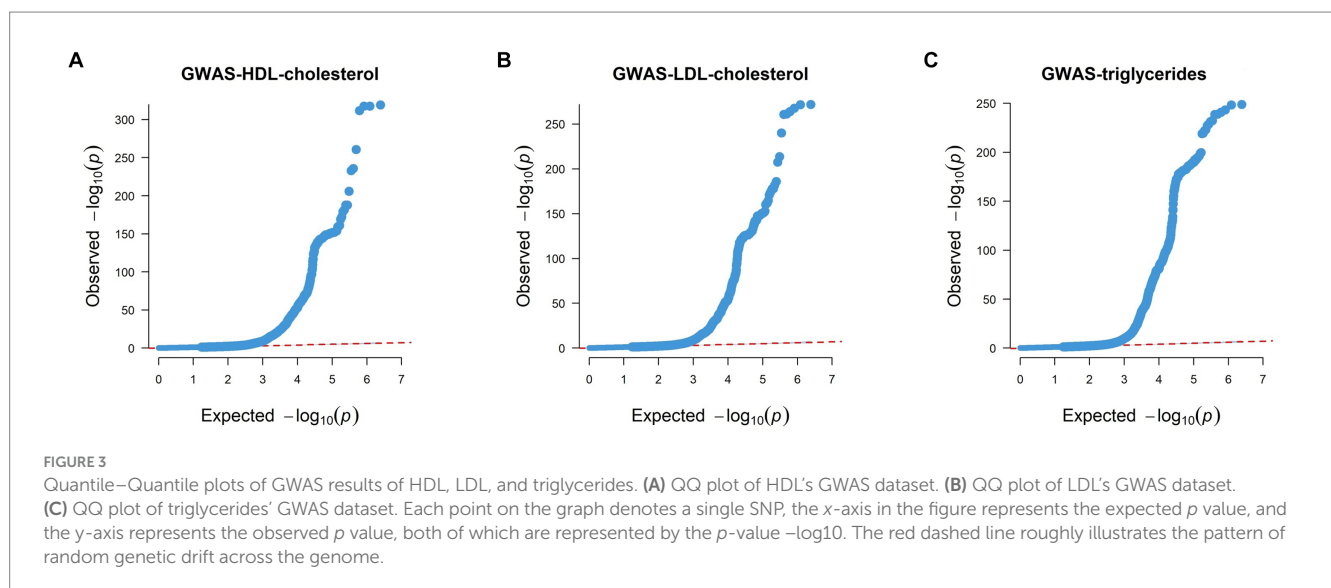 A
GWAS-HDL-cholesterol
Observed −log10(p)
300
250
200
150
100
50
0
0 1 2 3 4 5 6 7
Expected −log10(p)
B
GWAS-LDL-cholesterol
Observed −log10(p)
250
200
150
100
50
0
0 1 2 3 4 5 6 7
Expected −log10(p)
C
GWAS-triglycerides
Observed −log10(p)
250
200
150
100
50
0
0 1 2 3 4 5 6 7
Expected −log10(p)
FIGURE 3
Quantile–Quantile plots of GWAS results of HDL, LDL, and triglycerides. (A) QQ plot of HDL’s GWAS dataset. (B) QQ plot of LDL’s GWAS dataset.
(C) QQ plot of triglycerides’ GWAS dataset. Each point on the graph denotes a single SNP, the x-axis in the figure represents the expected p value, and
the y-axis represents the observed p value, both of which are represented by the p-value –log10. The red dashed line roughly illustrates the pattern of
random genetic drift across the genome.